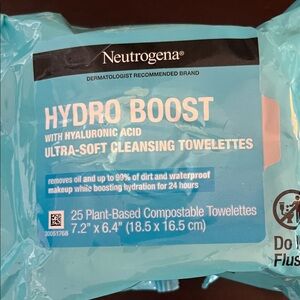 Neutrogena®
DERMATOLOGIST RECOMMENDED BRAND
HYDRO BOOST
WITH HYALURONIC ACID
ULTRA-SOFT CLEANSING TOWELETTES
removes oil and up to 90% of dirt and waterproof
makeup while boosting hydration for 24 hours
25 Plant-Based Compostable Towelettes
7.2" x 6.4" (18.5 x 16.5 cm)
Do
Flus